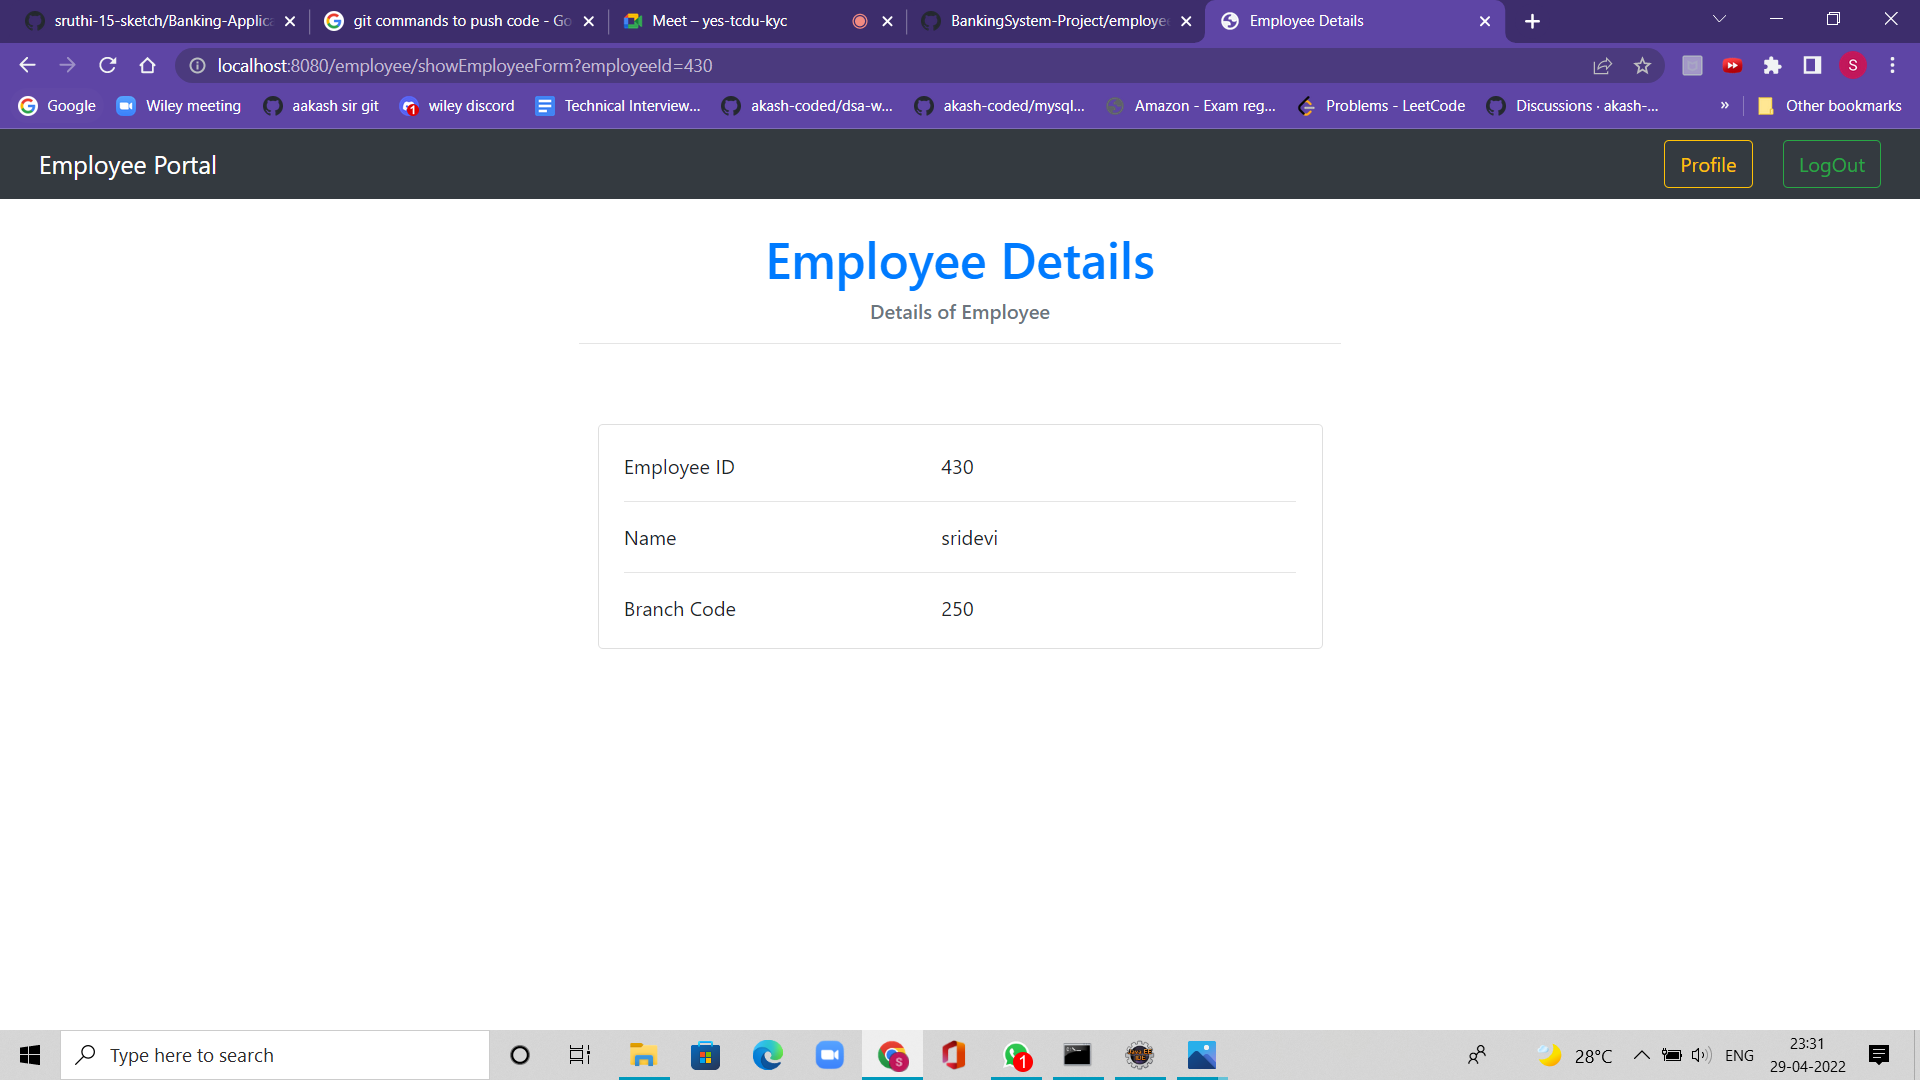 sruthi-15-sketch/Banking-Applica
git commands to push code - Go
Meet – yes-tcdu-kyc
BankingSystem-Project/employe
Employee Details
localhost:8080/employee/showEmployeeForm?employeeId=430
S
Google
Wiley meeting
aakash sir git
1
wiley discord
Technical Interview...
akash-coded/dsa-w...
akash-coded/mysql...
Amazon - Exam reg...
Problems - LeetCode
Discussions · akash-...
»
Other bookmarks
Employee Portal
Profile
LogOut
Employee Details
Details of Employee
Employee ID 430
Name sridevi
Branch Code 250
Type here to search
S
1
28°C
ENG
23:31
29-04-2022